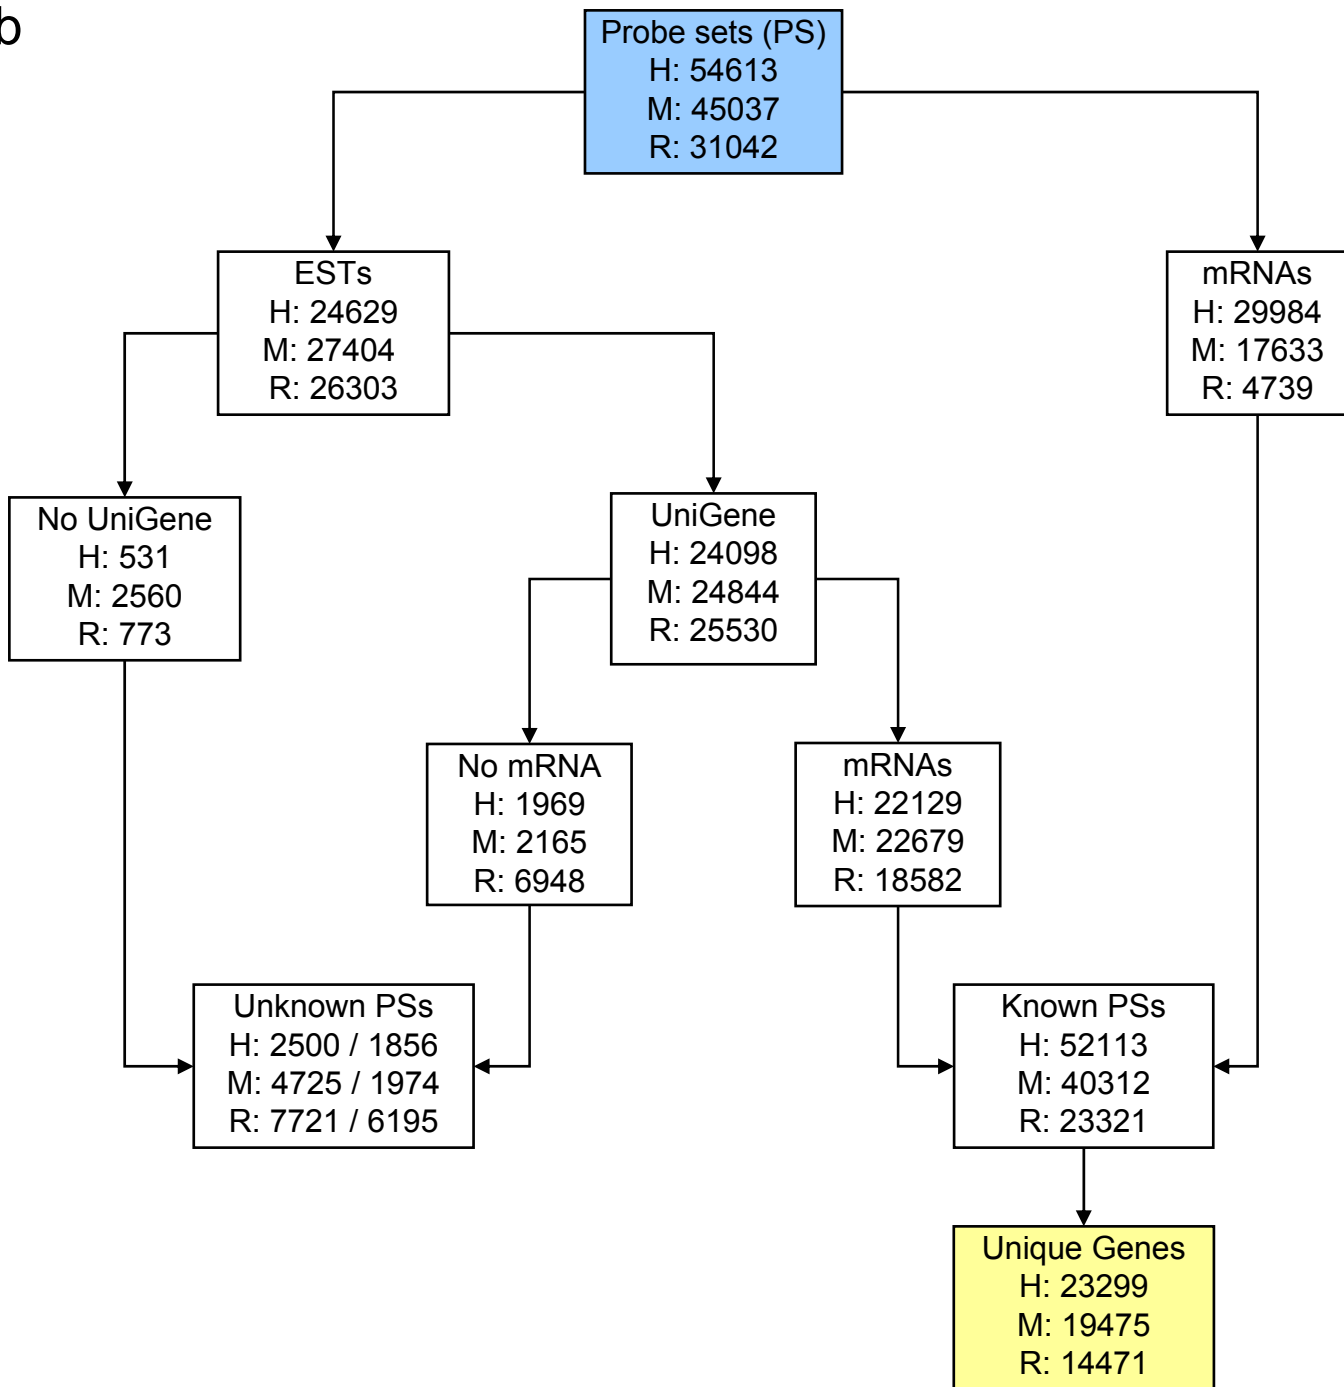 b
Probe sets (PS)
H: 54613
M: 45037
R: 31042
ESTs
H: 24629
M: 27404
R: 26303
mRNAs
H: 29984
M: 17633
R: 4739
No UniGene
H: 531
M: 2560
R: 773
UniGene
H: 24098
M: 24844
R: 25530
No mRNA
H: 1969
M: 2165
R: 6948
mRNAs
H: 22129
M: 22679
R: 18582
Unknown PSs
H: 2500 / 1856
M: 4725 / 1974
R: 7721 / 6195
Known PSs
H: 52113
M: 40312
R: 23321
Unique Genes
H: 23299
M: 19475
R: 14471